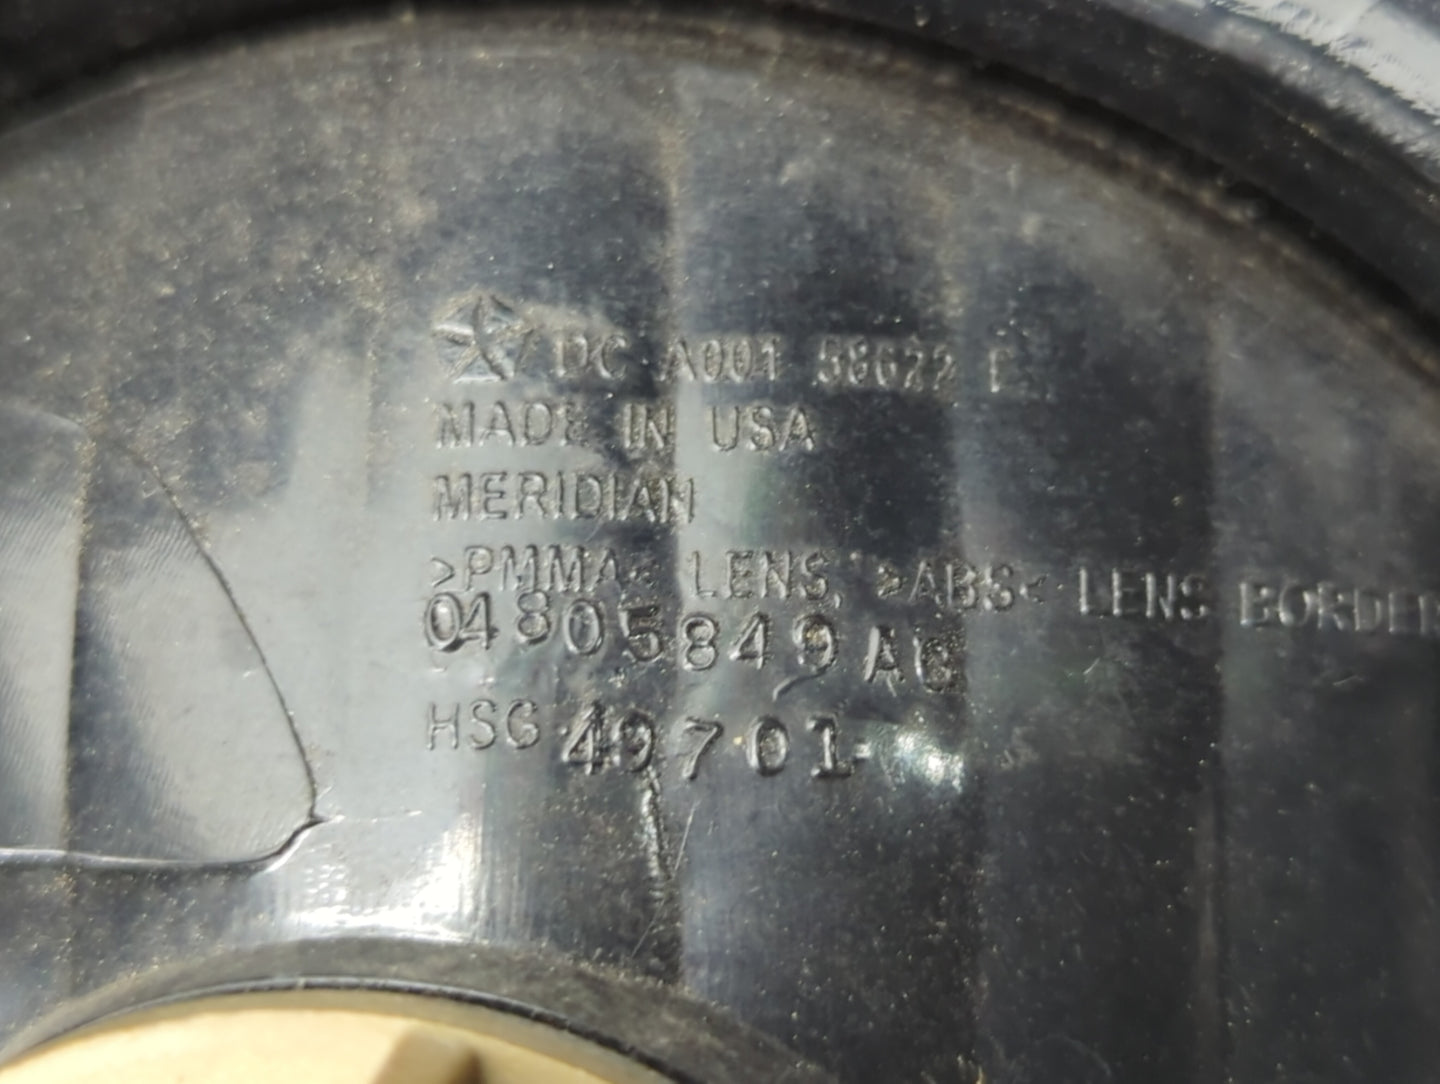 DC A001 58622 E
MADE IN USA
MERIDIAN
>PMMA< LENS, >ABS< LENS BORDER
04805849AC
HSG 49701-